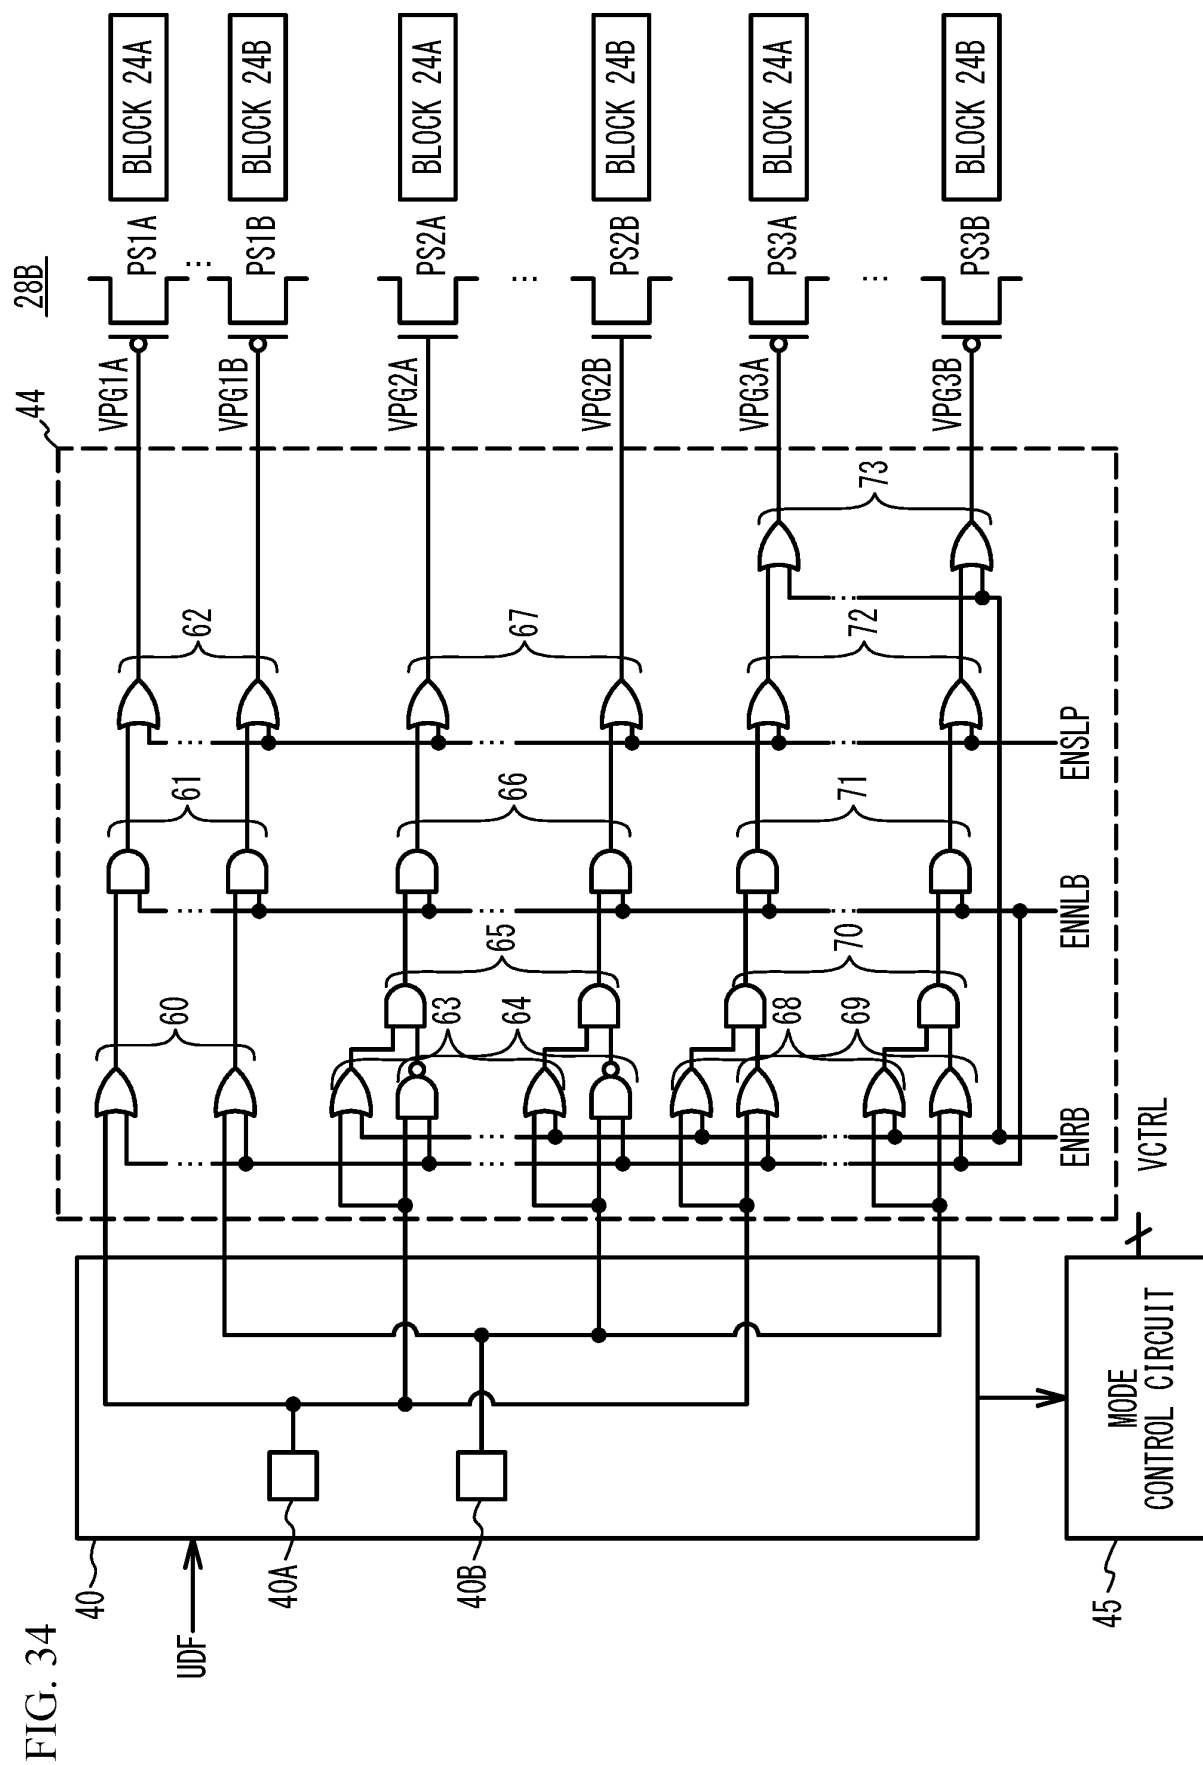 FIG. 34
28B
44
BLOCK 24A
BLOCK 24B
BLOCK 24A
BLOCK 24B
BLOCK 24A
BLOCK 24B
PS1A
PS1B
PS2A
PS2B
PS3A
PS3B
...
...
...
VPG1A
VPG1B
VPG2A
VPG2B
VPG3A
VPG3B
73
62
67
72
61
66
71
60
65
63
64
70
68
69
ENSLP
ENNLB
ENRB
VCTRL
40
UDF
40A
40B
MODE
CONTROL CIRCUIT
45